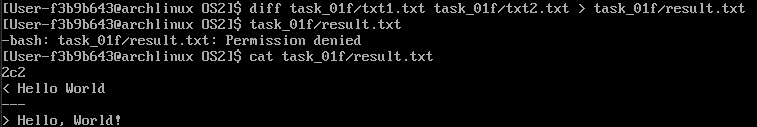 [User-f3b9b643@archlinux OS2]$ diff task_01f/txt1.txt task_01f/txt2.txt > task_01f/result.txt
[User-f3b9b643@archlinux OS2]$ task_01f/result.txt
-bash: task_01f/result.txt: Permission denied
[User-f3b9b643@archlinux OS2]$ cat task_01f/result.txt
2c2
< Hello World
---
> Hello, World!